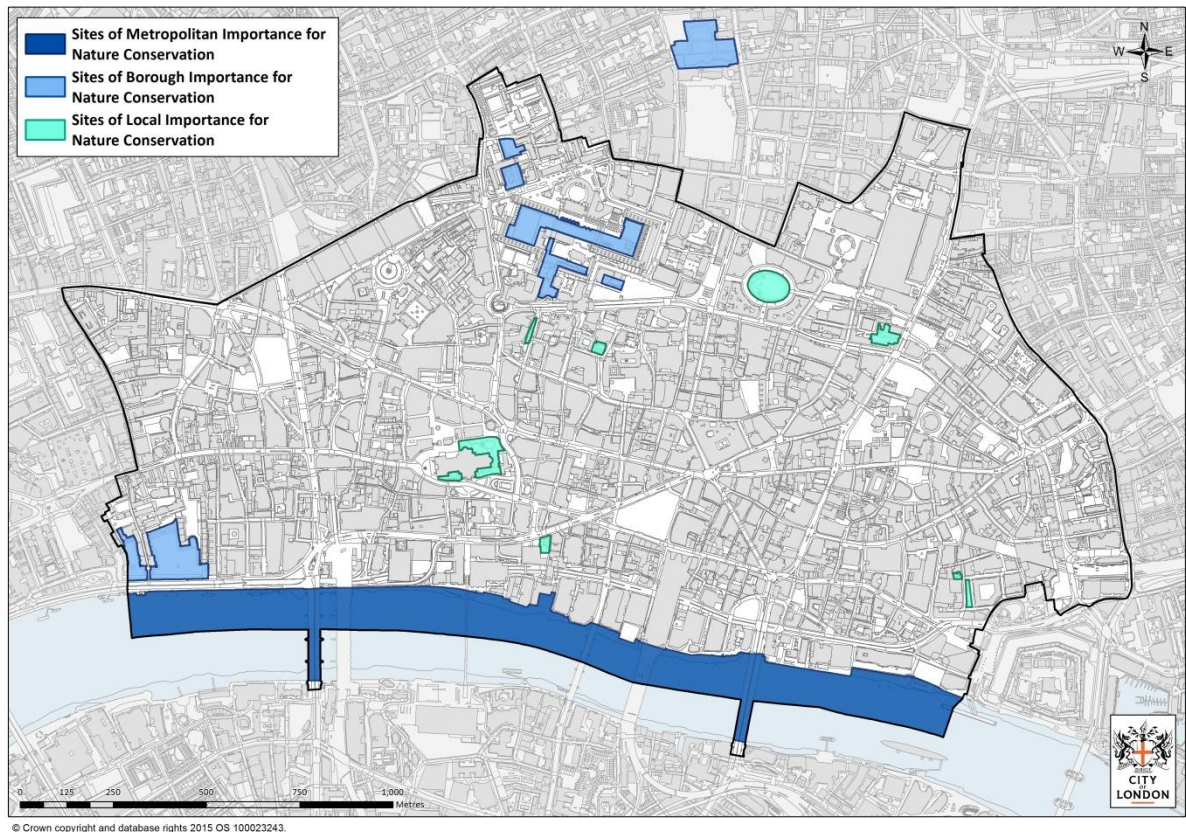 Sites of Metropolitan Importance for
Nature Conservation
Sites of Borough Importance for
Nature Conservation
Sites of Local Importance for
Nature Conservation
N
W E
S
0 125 250 500 750 1,000
Metres
CITY
OF
LONDON
© Crown copyright and database rights 2015 OS 100023243.